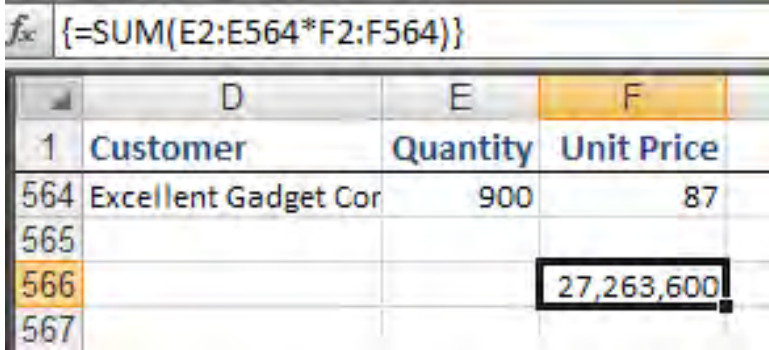 fx {=SUM(E2:E564*F2:F564)}
D E F
1 Customer Quantity Unit Price
564 Excellent Gadget Cor 900 87
565
566 27,263,600
567